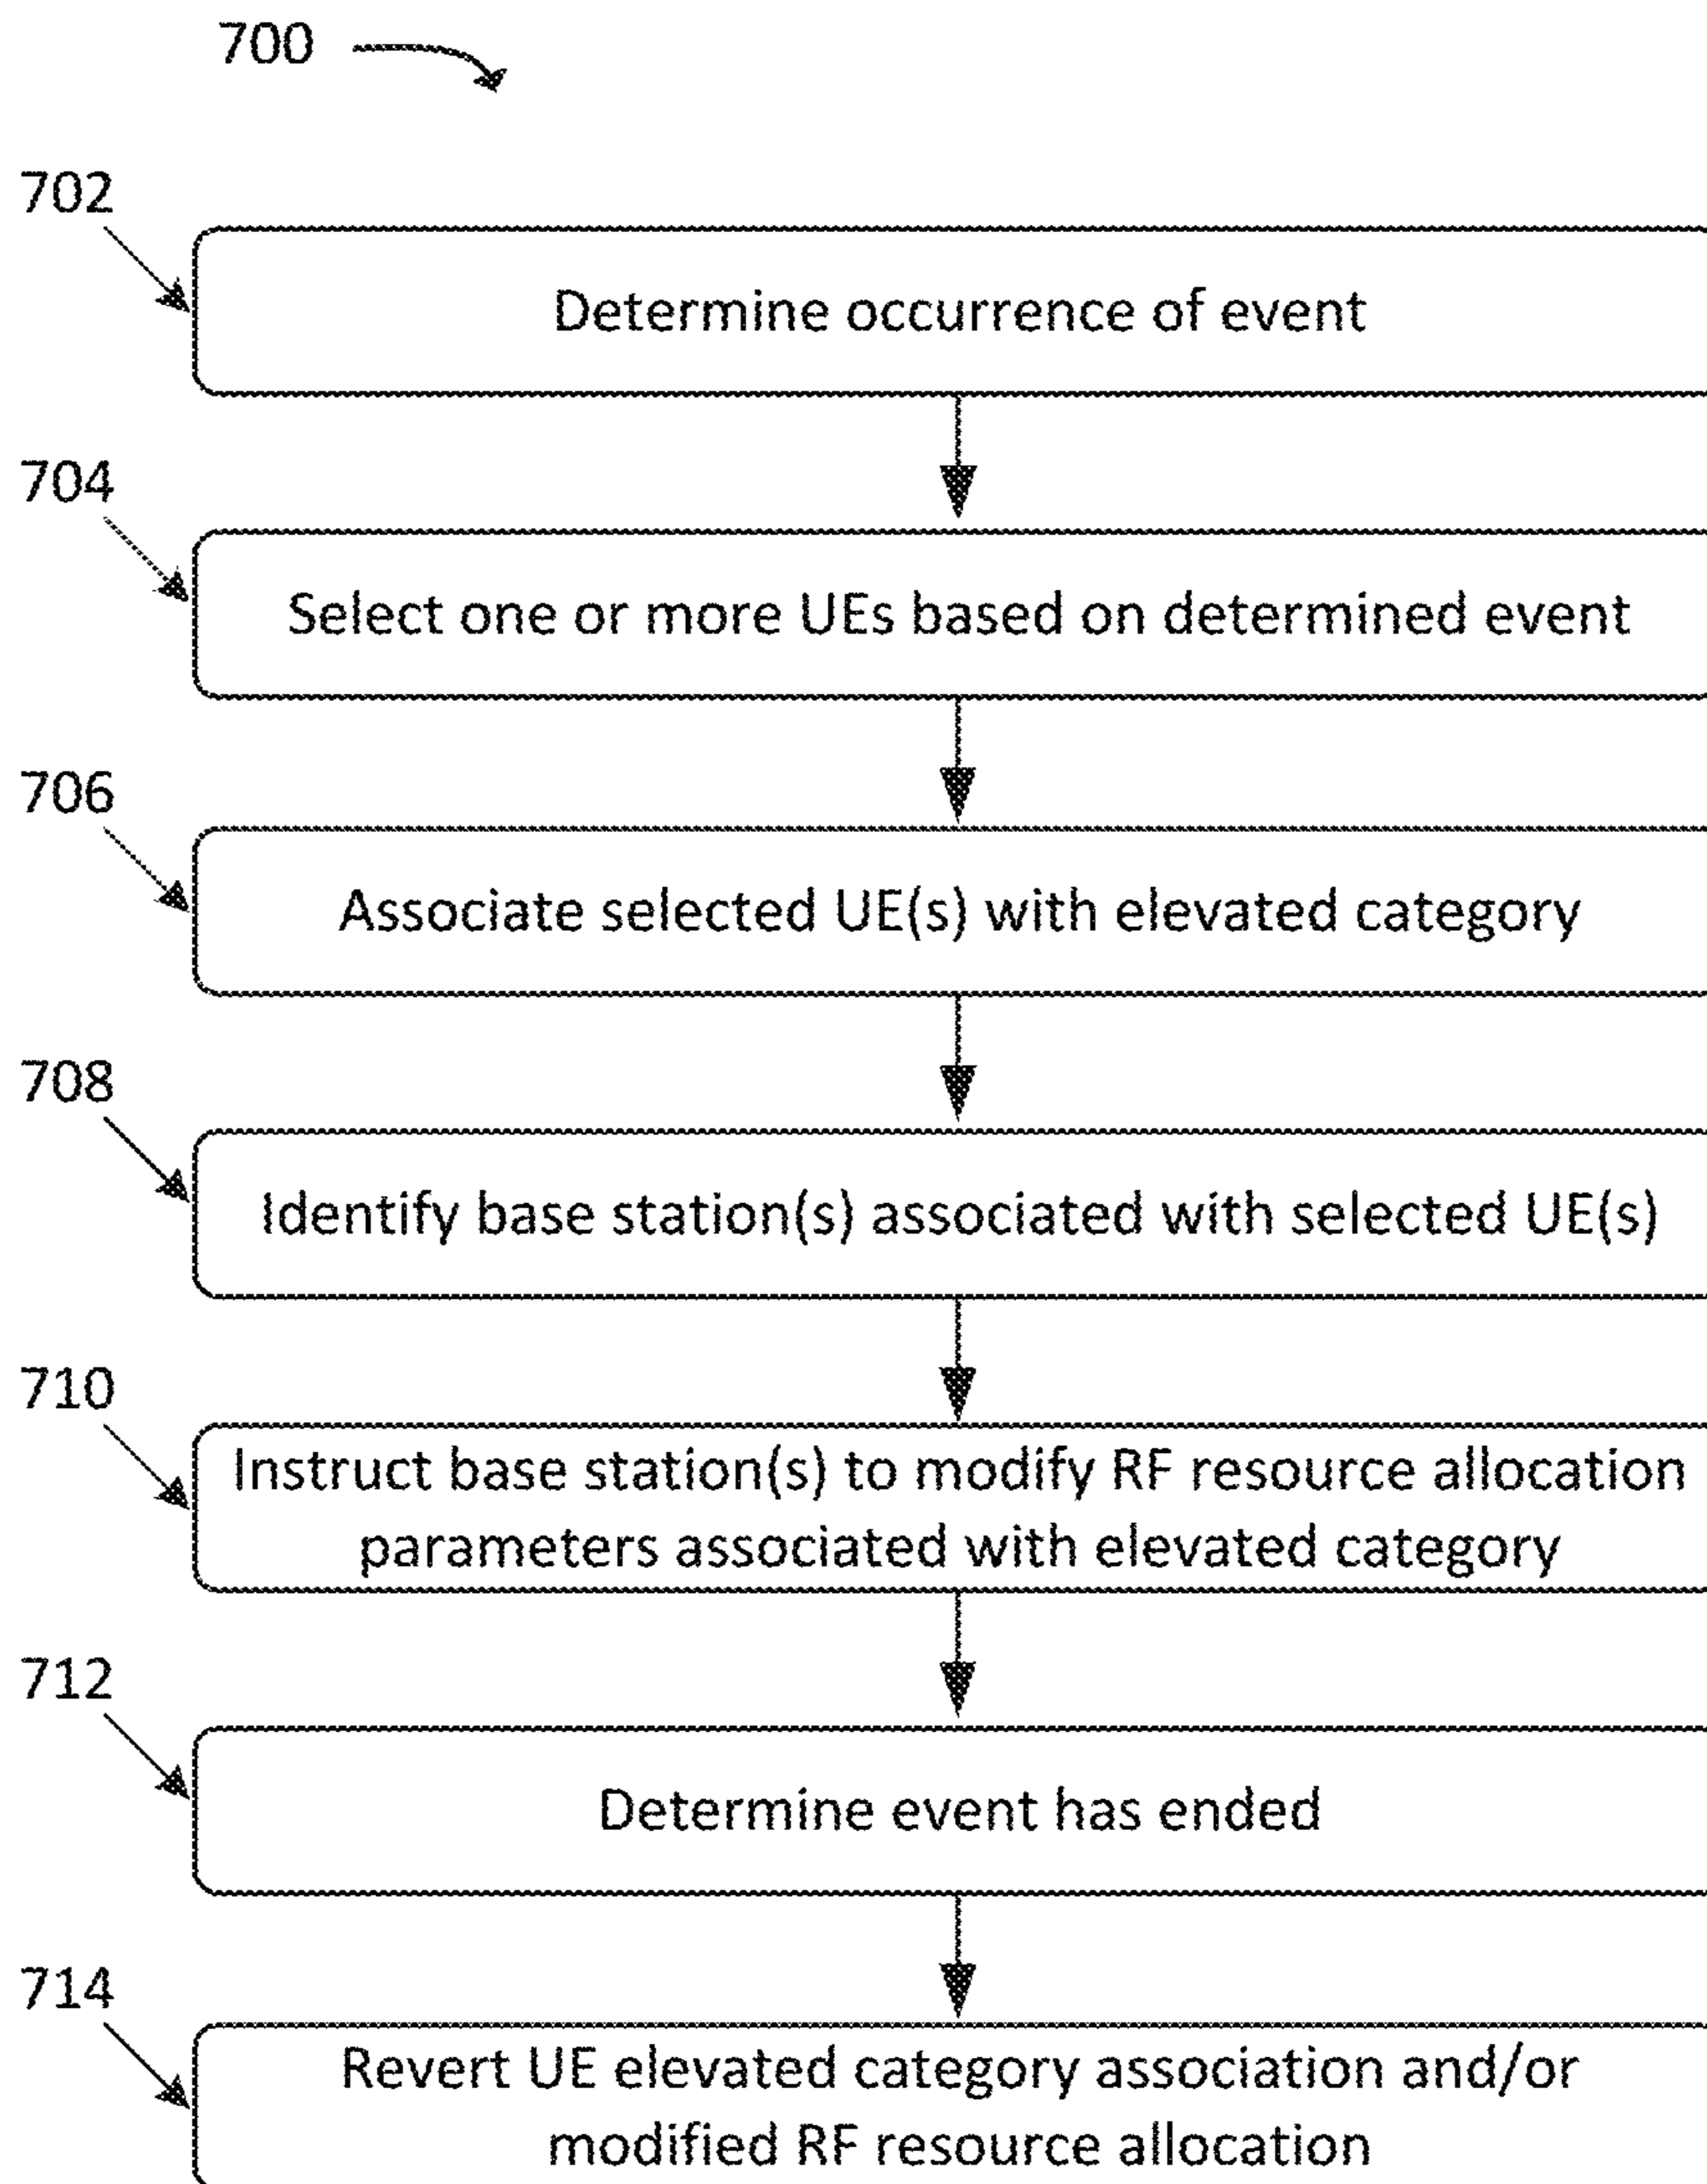 700
702
Determine occurrence of event
704
Select one or more UEs based on determined event
706
Associate selected UE(s) with elevated category
708
Identify base station(s) associated with selected UE(s)
710
Instruct base station(s) to modify RF resource allocation
parameters associated with elevated category
712
Determine event has ended
714
Revert UE elevated category association and/or
modified RF resource allocation